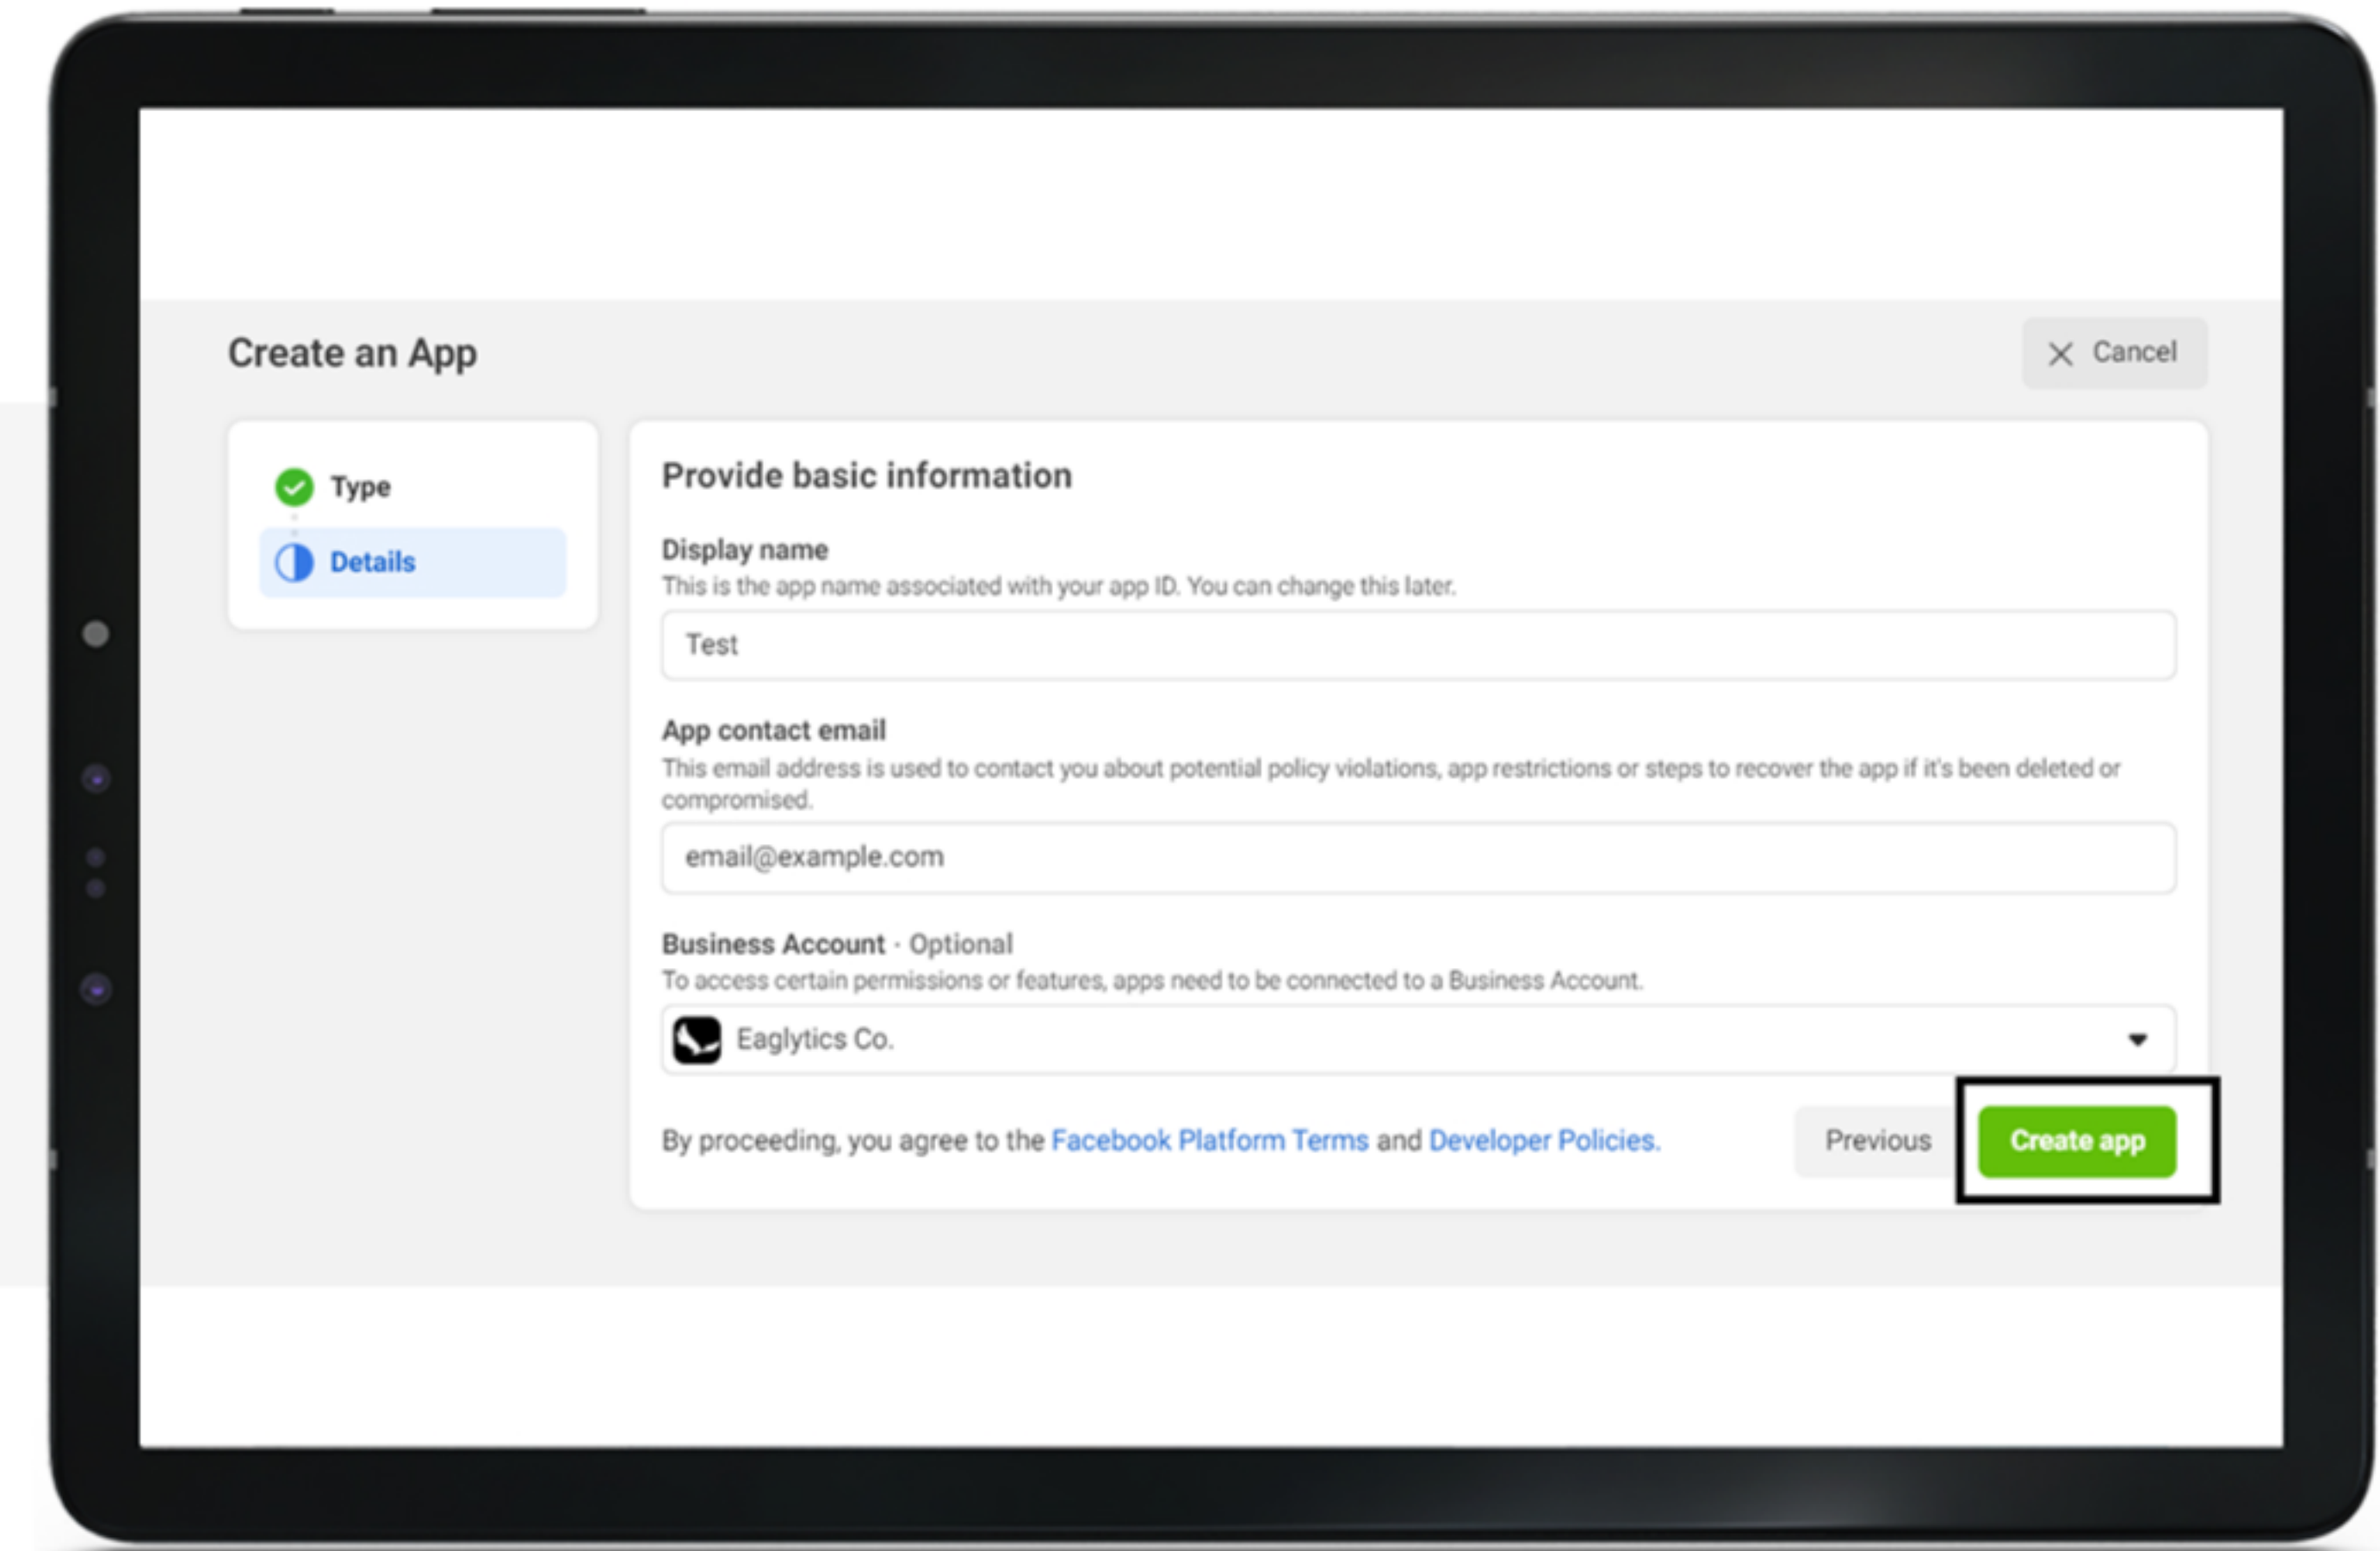 Create an App
Cancel
Type
Details
Provide basic information
Display name
This is the app name associated with your app ID. You can change this later.
Test
App contact email
This email address is used to contact you about potential policy violations, app restrictions or steps to recover the app if it's been deleted or
compromised.
email@example.com
Business Account · Optional
To access certain permissions or features, apps need to be connected to a Business Account.
Eaglytics Co.
By proceeding, you agree to the Facebook Platform Terms and Developer Policies.
Previous
Create app